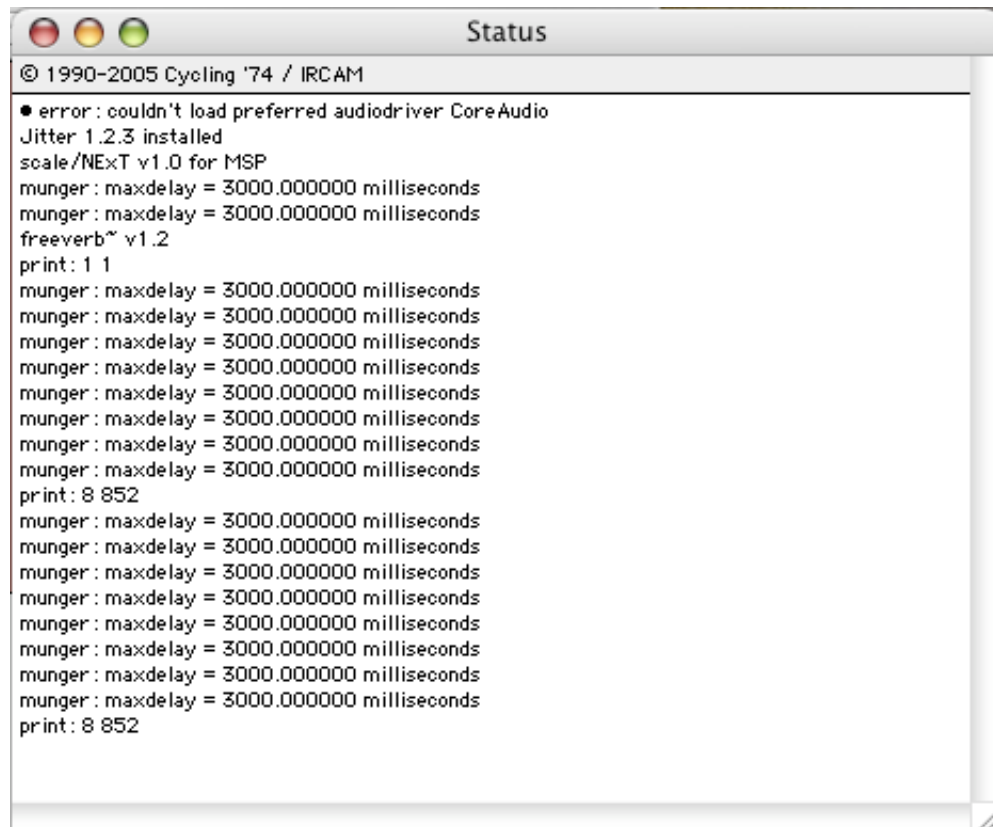 Status
© 1990-2005 Cycling '74 / IRCAM
● error: couldn't load preferred audiodriver CoreAudio
Jitter 1.2.3 installed
scale/NExT v1.0 for MSP
munger: maxdelay = 3000.000000 milliseconds
munger: maxdelay = 3000.000000 milliseconds
freeverb~ v1.2
print: 1 1
munger: maxdelay = 3000.000000 milliseconds
munger: maxdelay = 3000.000000 milliseconds
munger: maxdelay = 3000.000000 milliseconds
munger: maxdelay = 3000.000000 milliseconds
munger: maxdelay = 3000.000000 milliseconds
munger: maxdelay = 3000.000000 milliseconds
munger: maxdelay = 3000.000000 milliseconds
munger: maxdelay = 3000.000000 milliseconds
print: 8 852
munger: maxdelay = 3000.000000 milliseconds
munger: maxdelay = 3000.000000 milliseconds
munger: maxdelay = 3000.000000 milliseconds
munger: maxdelay = 3000.000000 milliseconds
munger: maxdelay = 3000.000000 milliseconds
munger: maxdelay = 3000.000000 milliseconds
munger: maxdelay = 3000.000000 milliseconds
munger: maxdelay = 3000.000000 milliseconds
print: 8 852